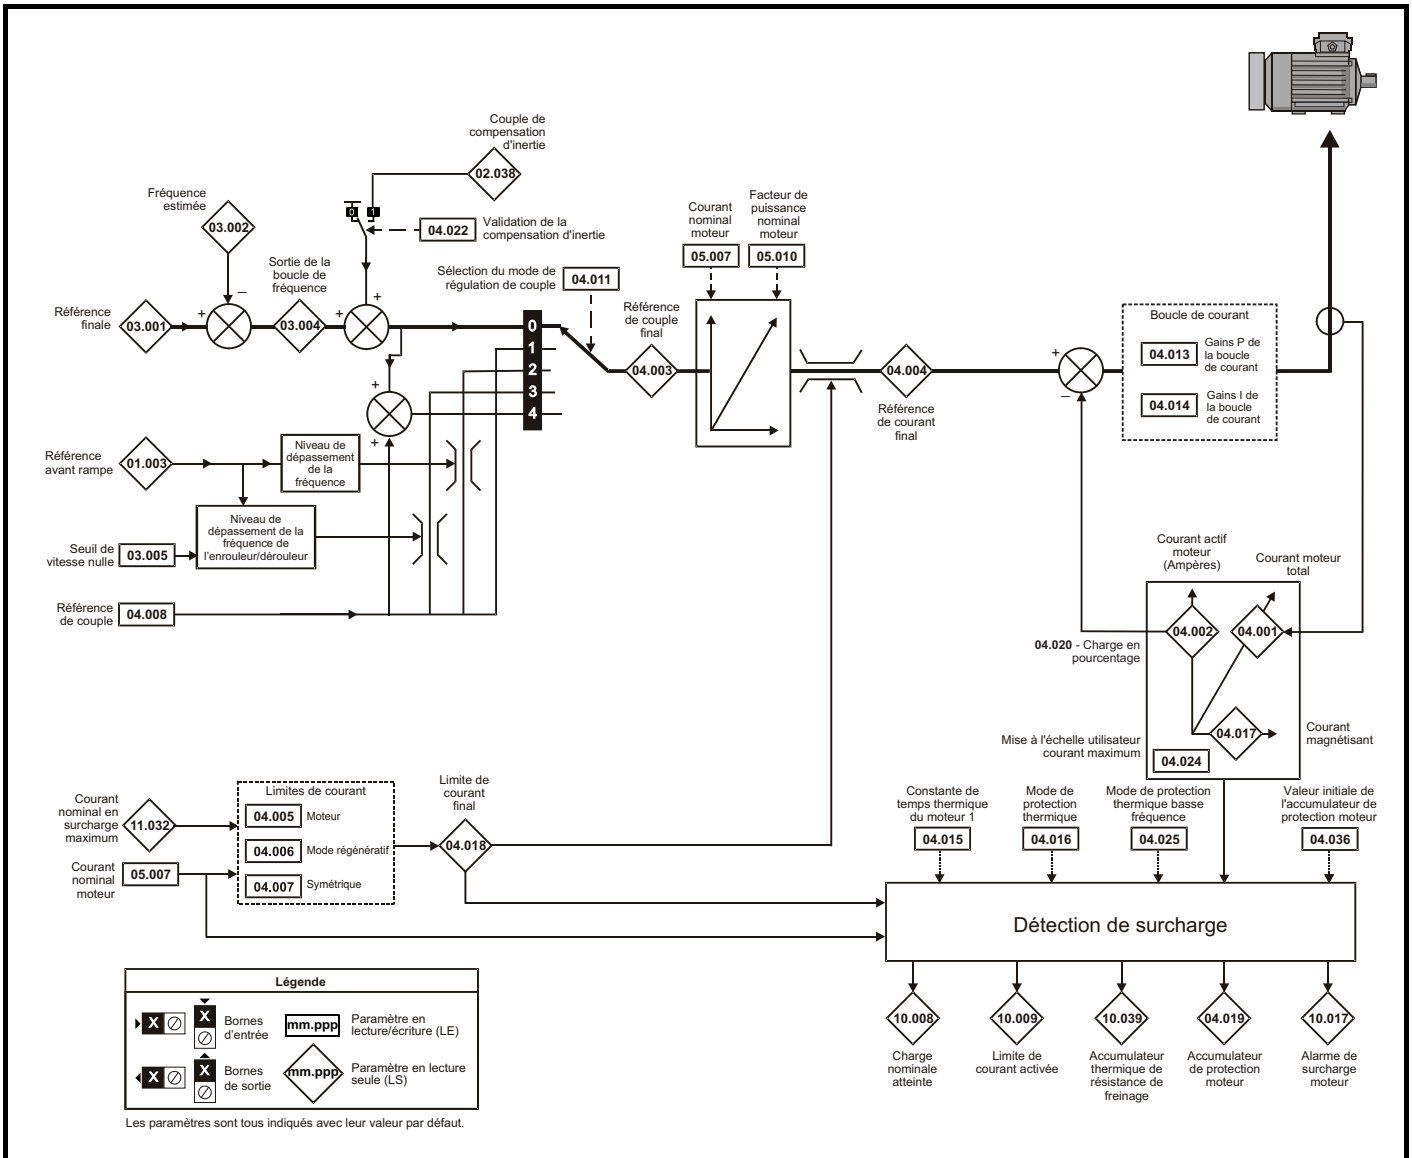 Couple de
compensation
d'inertie
02.038
Fréquence
estimée
03.002
0 1
04.022
Validation de la
compensation d'inertie
Sortie de la
boucle de
fréquence
Référence
finale
03.001
+
–
03.004
+
+
Sélection du mode de
régulation de couple
04.011
0
1
2
3
4
Référence
de couple
final
04.003
Courant
nominal
moteur
05.007
Facteur de
puissance
nominal
moteur
05.010
04.004
Référence
de courant
final
+
–
Boucle de courant
04.013
Gains P de
la boucle
de courant
04.014
Gains I de
la boucle
de courant
+
+
Référence
avant rampe
01.003
Niveau de
dépassement
de la
fréquence
Niveau de
dépassement de la
fréquence de
l'enrouleur/dérouleur
Seuil de
vitesse nulle
03.005
Référence
de couple
04.008
Courant actif
moteur
(Ampères)
Courant moteur
total
04.002
04.001
04.020 - Charge en
pourcentage
04.017
Courant
magnétisant
Mise à l'échelle utilisateur
courant maximum
04.024
Courant
nominal en
surcharge
maximum
11.032
Courant
nominal
moteur
05.007
Limites de courant
04.005 Moteur
04.006 Mode régénératif
04.007 Symétrique
Limite de
courant
final
04.018
Constante de
temps thermique
du moteur 1
04.015
Mode de
protection
thermique
04.016
Mode de protection
thermique basse
fréquence
04.025
Valeur initiale de
l'accumulateur de
protection moteur
04.036
Détection de surcharge
10.008
Charge
nominale
atteinte
10.009
Limite de
courant activée
10.039
Accumulateur
thermique de
résistance de
freinage
04.019
Accumulateur
de protection
moteur
10.017
Alarme de
surcharge
moteur
Légende
X
X
Bornes
d'entrée
mm.ppp
Paramètre en
lecture/écriture (LE)
X
X
Bornes
de sortie
mm.ppp
Paramètre en lecture
seule (LS)
Les paramètres sont tous indiqués avec leur valeur par défaut.